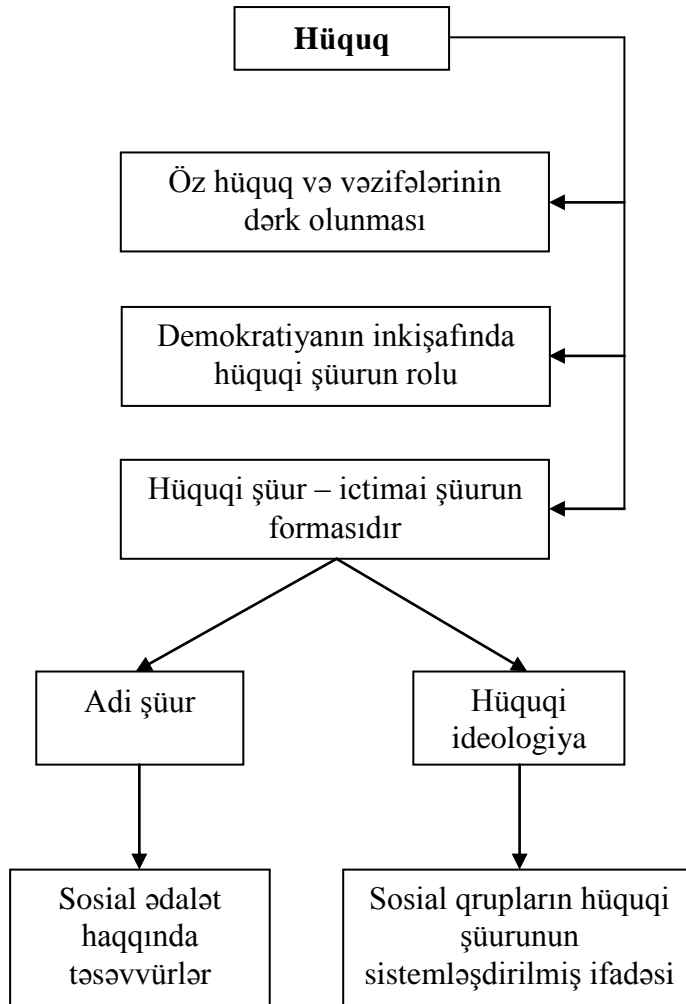 Hüquq
Öz hüquq və vəzifələrinin
dərk olunması
Demokratiyanın inkişafında
hüquqi şüurun rolu
Hüquqi şüur – ictimai şüurun
formasıdır
Adi şüur
Hüquqi
ideologiya
Sosial ədalət
haqqında
təsəvvürlər
Sosial qrupların hüquqi
şüurunun
sistemləşdirilmiş ifadəsi